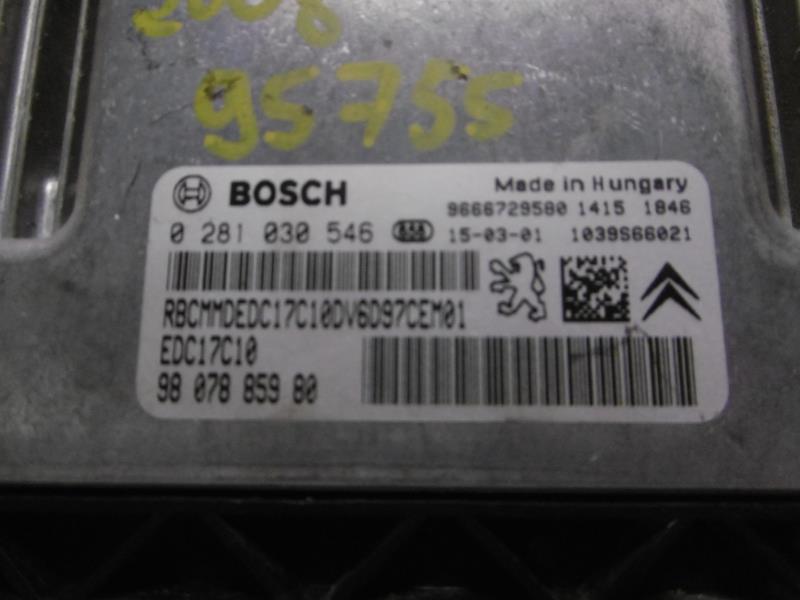 2008
95755
BOSCH
Made in Hungary
9666729580 1415 1846
0 281 030 546
15-03-01 1039S66021
RBCMMDEDC17C10DV6D97CEM01
EDC17C10
98 078 859 80